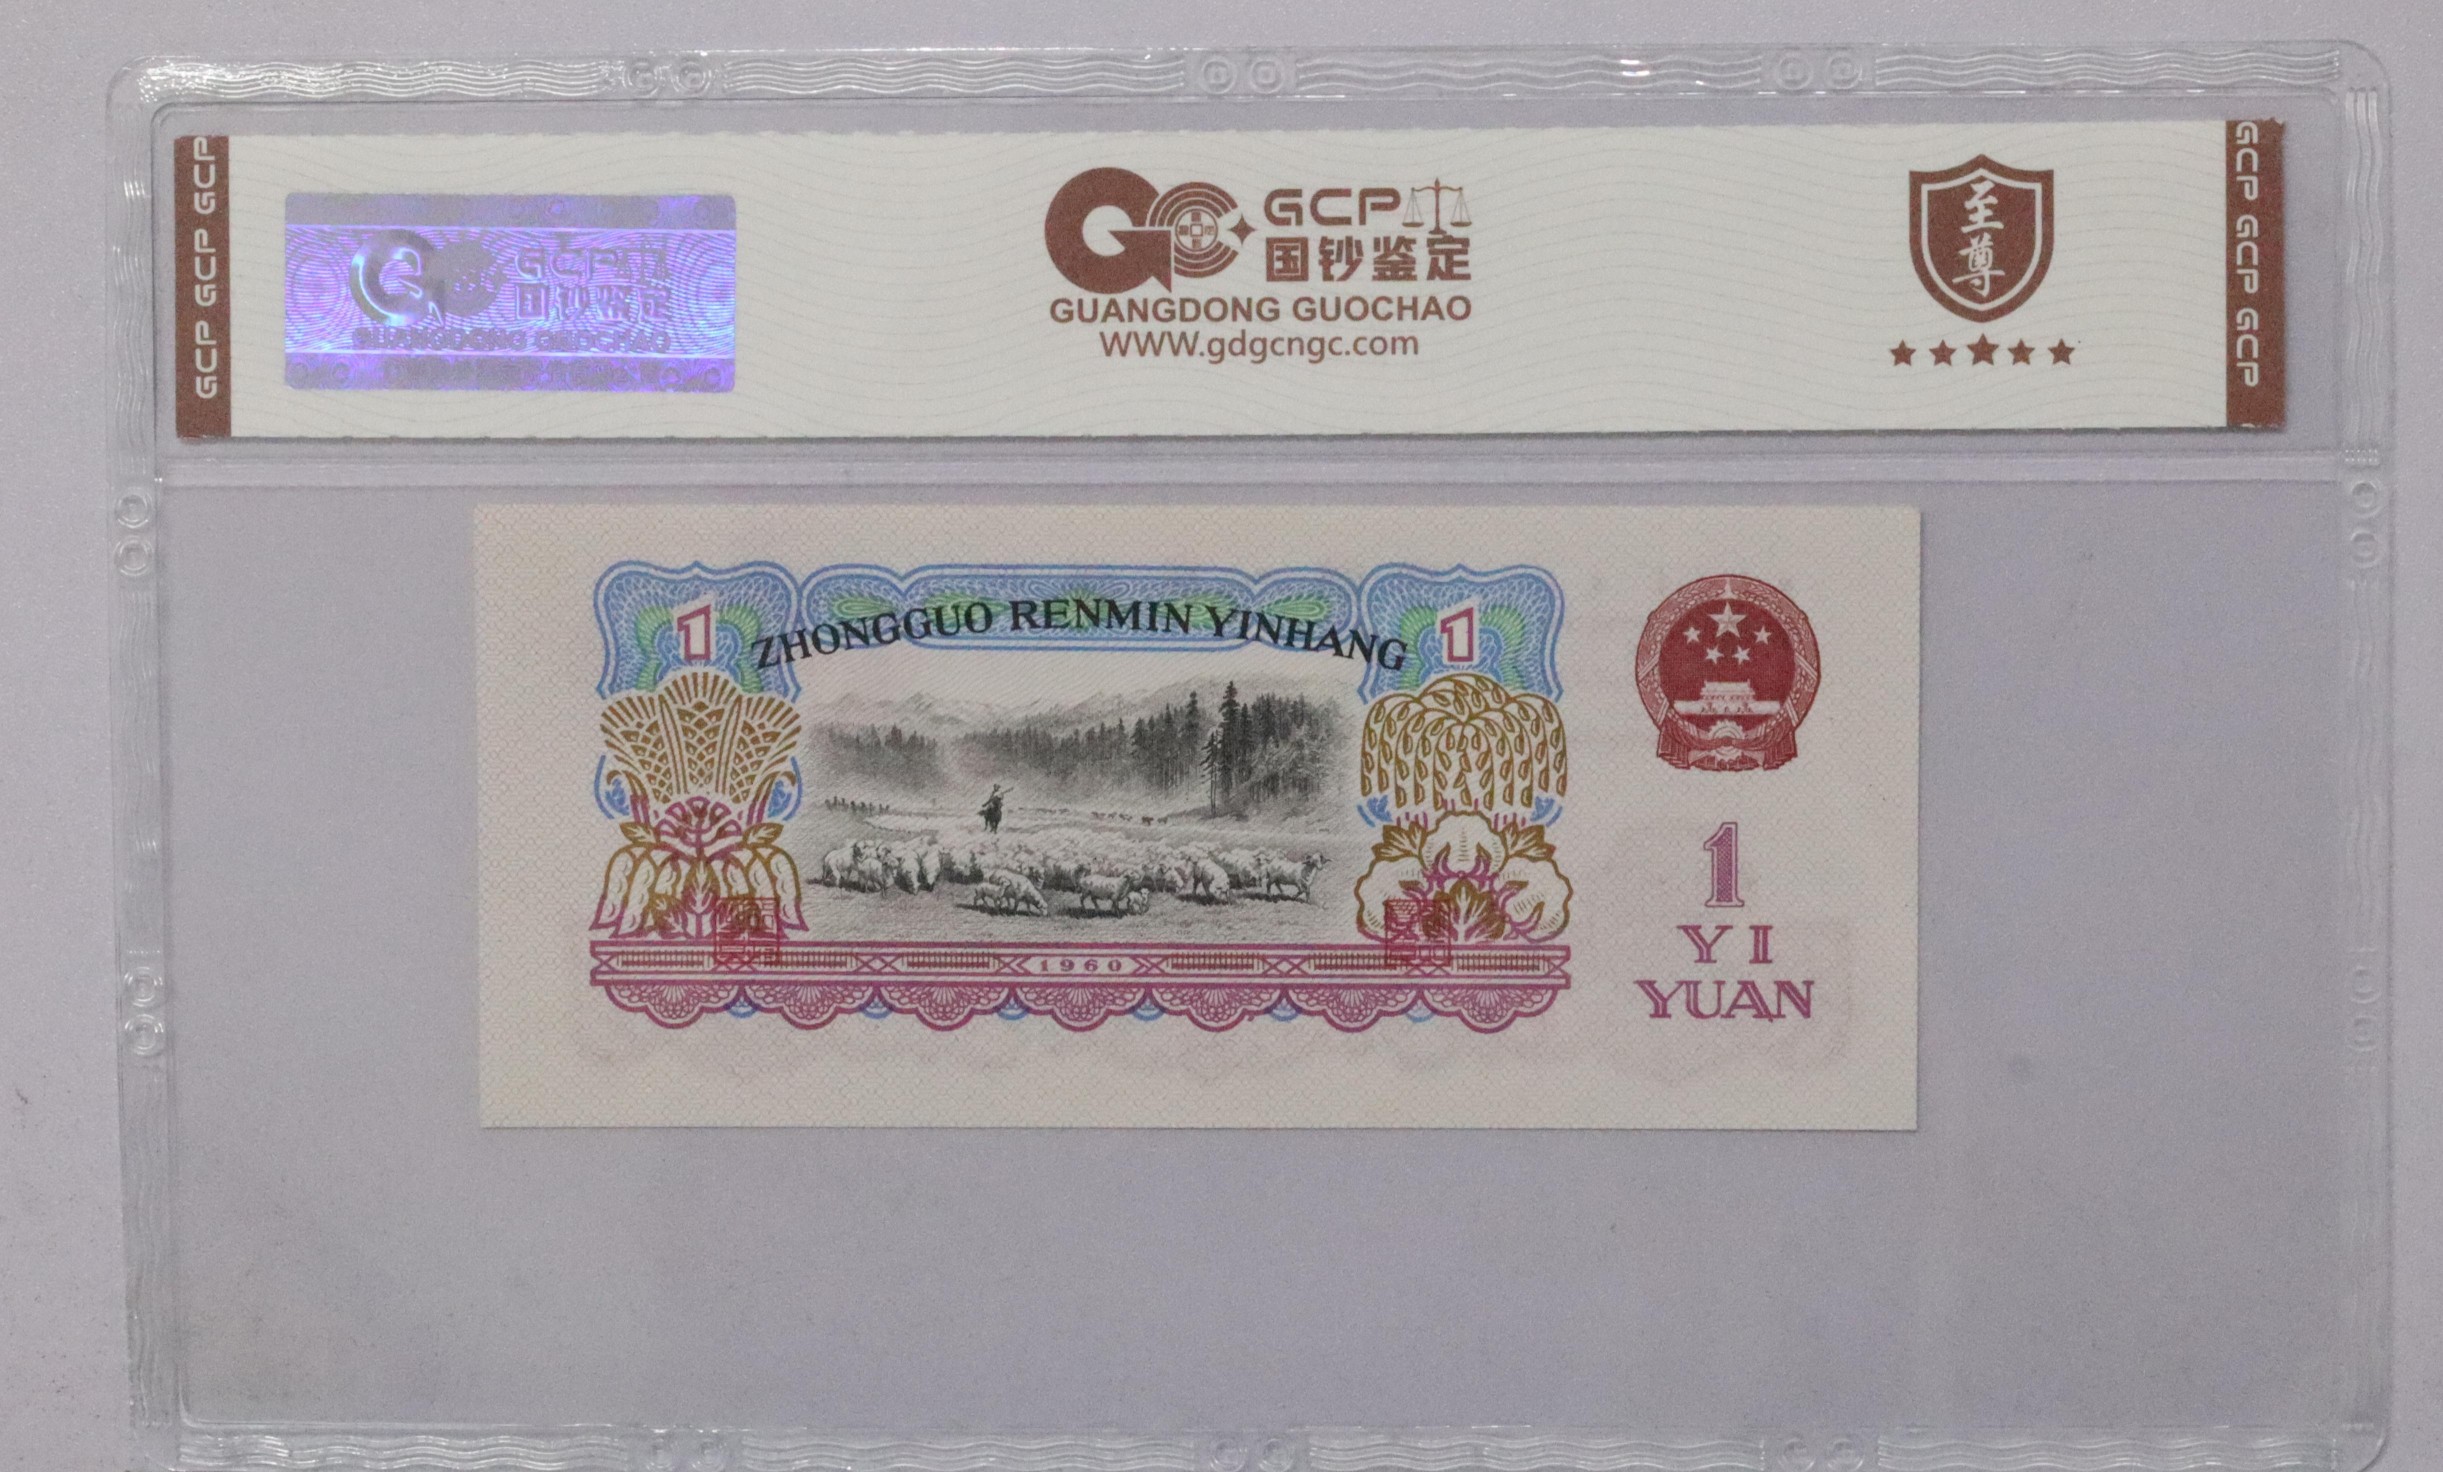 GCP GCP GCP
GCP 国钞鉴定
GUANGDONG GUOCHAO
GCP
国钞鉴定
GUANGDONG GUOCHAO
WWW.gdgcngc.com
至尊
GCP GCP GCP
ZHONGGUO RENMIN YINHANG
1
1
1960
1
YI
YUAN